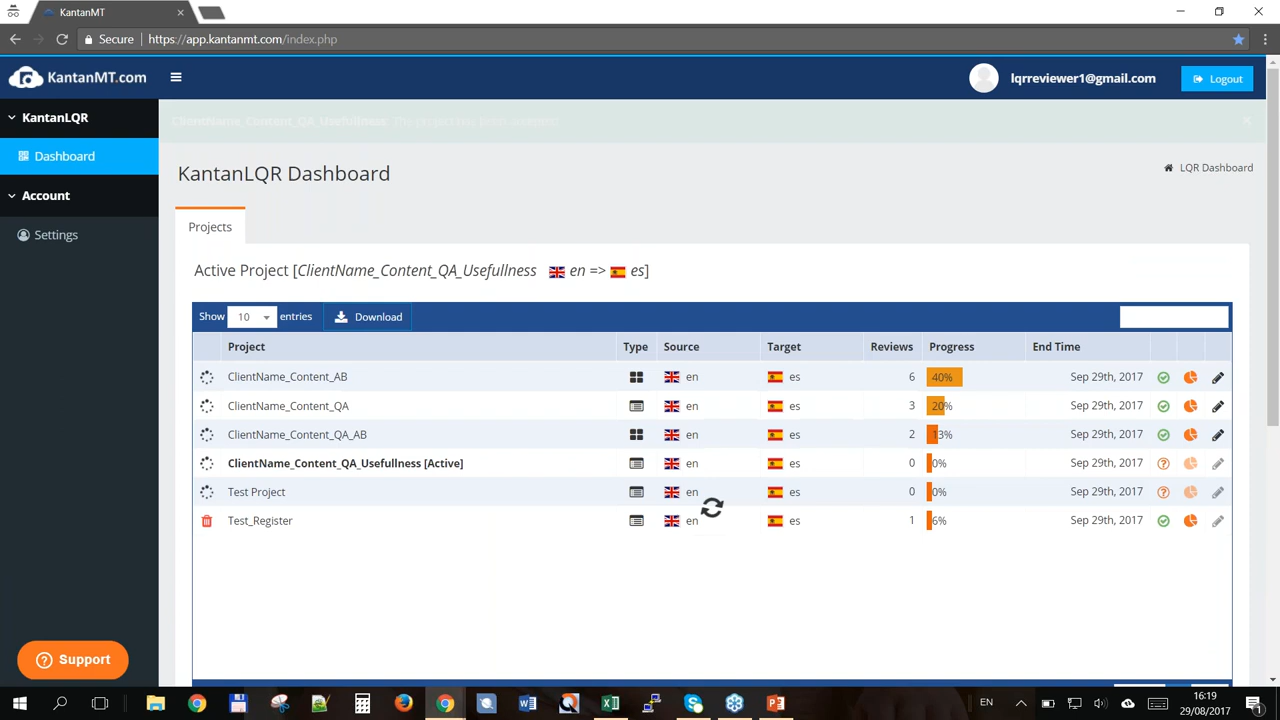 KantanMT
Secure https://app.kantanmt.com/index.php
KantanMT.com
lqrreviewer1@gmail.com
Logout
KantanLQR
Dashboard
Account
Settings
ClientName_Content_QA_Usefullness
KantanLQR Dashboard
LQR Dashboard
Projects
Active Project [ClientName_Content_QA_Usefullness en => es]
Show 10 entries Download
Project Type Source Target Reviews Progress End Time
ClientName_Content_AB en es 6 40% Sep 29th, 2017
ClientName_Content_QA en es 3 20% Sep 29th, 2017
ClientName_Content_QA_AB en es 2 13% Sep 29th, 2017
ClientName_Content_QA_Usefullness [Active] en es 0 0% Sep 29th, 2017
Test Project en es 0 0% Sep 29th, 2017
Test_Register en es 1 6% Sep 29th, 2017
Support
EN
16:19
29/08/2017
1